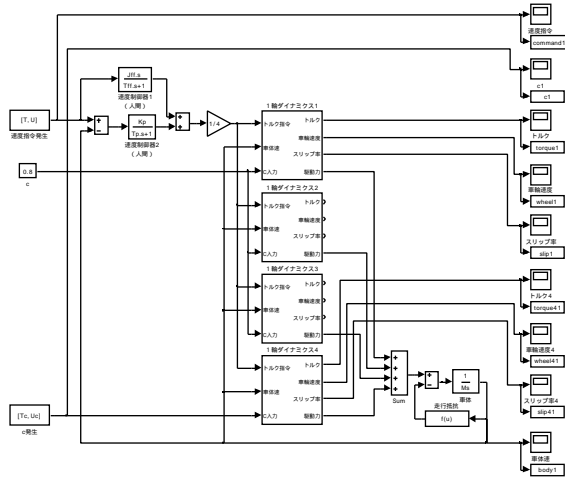 速度指令
command1
c1
c1
トルク
torque1
車輪速度
wheel1
スリップ率
slip1
トルク4
torque41
車輪速度4
wheel41
スリップ率4
slip41
車体速
body1
[T, U]
速度指令発生
Jff.s
Tff.s+1
速度制御器1
（人間）
Kp
Tp.s+1
速度制御器2
（人間）
1/4
0.8
c
[Tc, Uc]
c発生
1 軸ダイナミクス1
トルク指令
車体速
C入力
トルク
車輪速度
スリップ率
駆動力
1 軸ダイナミクス2
トルク指令
車体速
C入力
トルク
車輪速度
スリップ率
駆動力
1 軸ダイナミクス3
トルク指令
車体速
C入力
トルク
車輪速度
スリップ率
駆動力
1 軸ダイナミクス4
トルク指令
車体速
C入力
トルク
車輪速度
スリップ率
駆動力
Sum
1
Ms
車体
走行抵抗
f(u)